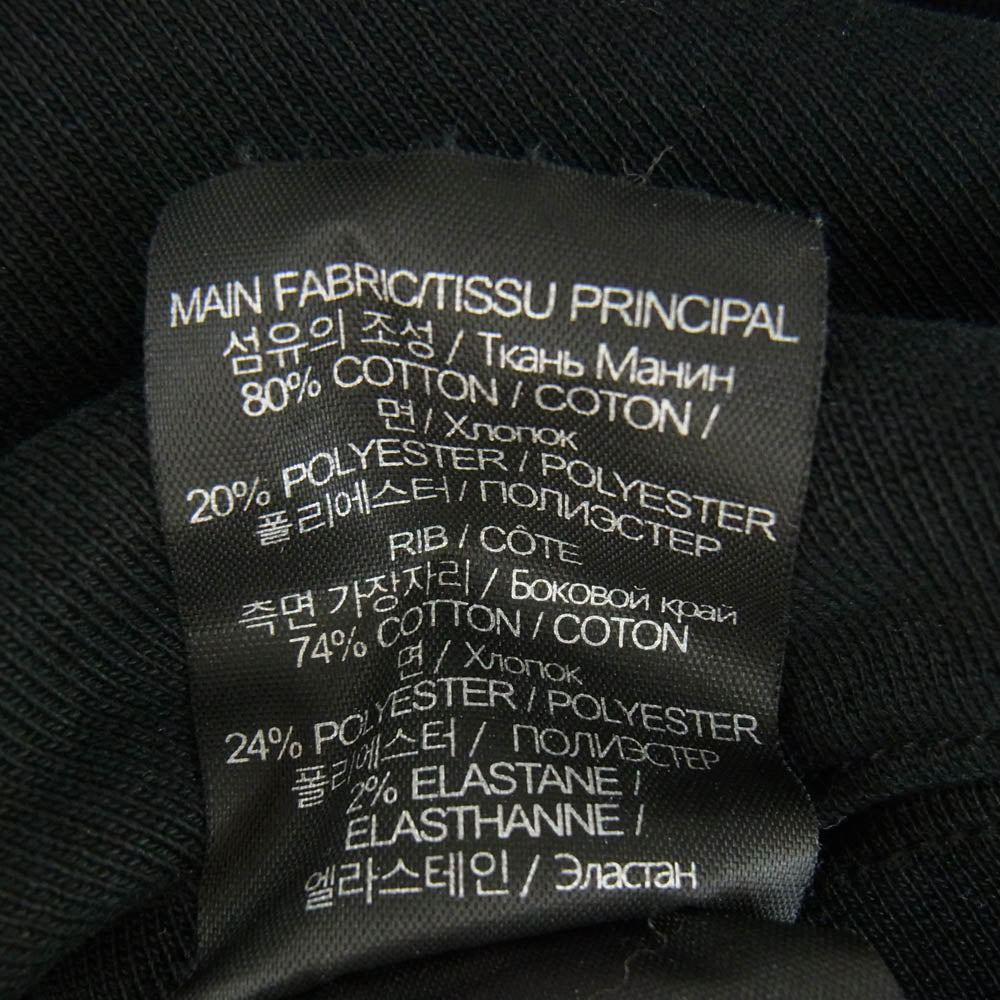 MAIN FABRIC/TISSU PRINCIPAL
섬유의 조성 / Ткань Манин
80% COTTON / COTON /
면 / Хлопок
20% POLYESTER / POLYESTER
폴리에스터 / ПОЛИЭСТЕР
RIB / CÔTE
측면 가장자리 / Боковой край
74% COTTON / COTON
면 / Хлопок
24% POLYESTER / POLYESTER
폴리에스터 / ПОЛИЭСТЕР
2% ELASTANE /
ELASTHANNE /
엘라스테인 / Эластан